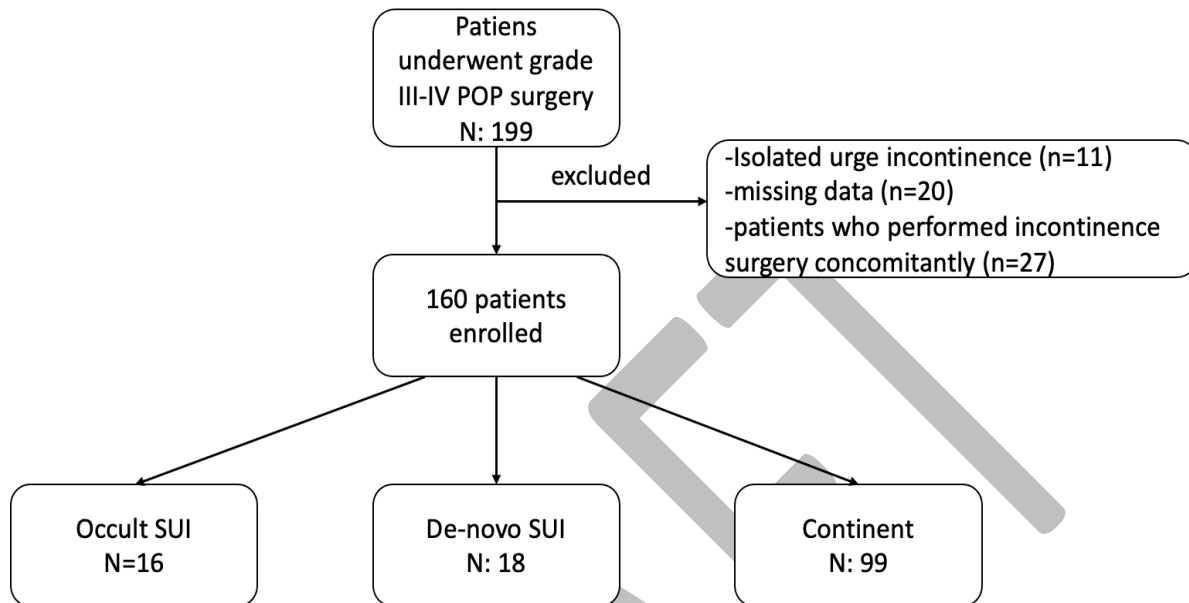 Patiens
underwent grade
III-IV POP surgery
N: 199
excluded
-Isolated urge incontinence (n=11)
-missing data (n=20)
-patients who performed incontinence
surgery concomitantly (n=27)
160 patients
enrolled
Occult SUI
N=16
De-novo SUI
N: 18
Continent
N: 99